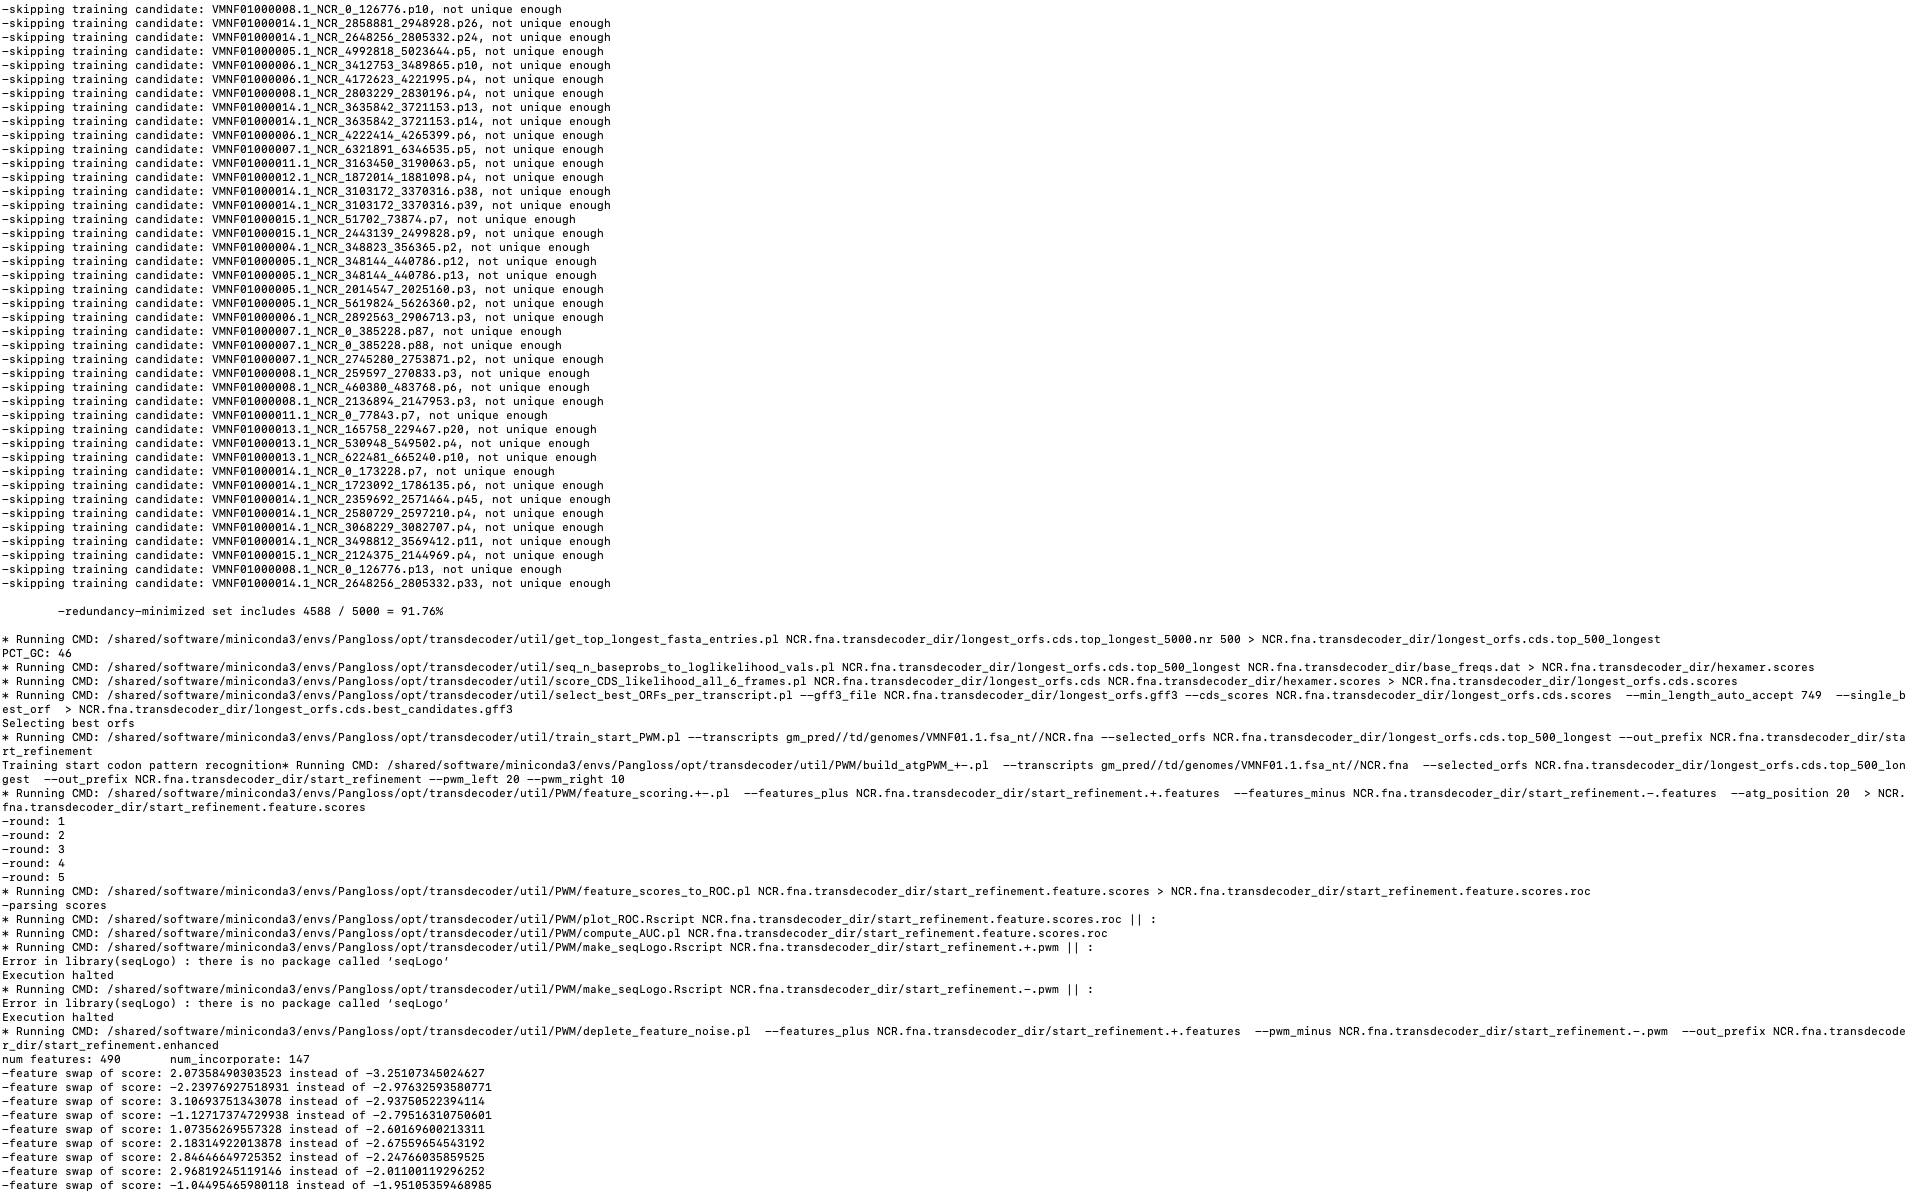 -skipping training candidate: VMNF01000008.1_NCR_0_126776.p10, not unique enough
-skipping training candidate: VMNF01000014.1_NCR_2858881_2948928.p26, not unique enough
-skipping training candidate: VMNF01000014.1_NCR_2648256_2805332.p24, not unique enough
-skipping training candidate: VMNF01000005.1_NCR_4992818_5023644.p5, not unique enough
-skipping training candidate: VMNF01000006.1_NCR_3412753_3489865.p10, not unique enough
-skipping training candidate: VMNF01000006.1_NCR_4172623_4221995.p4, not unique enough
-skipping training candidate: VMNF01000008.1_NCR_2803229_2830196.p4, not unique enough
-skipping training candidate: VMNF01000014.1_NCR_3635842_3721153.p13, not unique enough
-skipping training candidate: VMNF01000014.1_NCR_3635842_3721153.p14, not unique enough
-skipping training candidate: VMNF01000006.1_NCR_4222414_4265399.p6, not unique enough
-skipping training candidate: VMNF01000007.1_NCR_6321891_6346535.p5, not unique enough
-skipping training candidate: VMNF01000011.1_NCR_3163450_3190063.p5, not unique enough
-skipping training candidate: VMNF01000012.1_NCR_1872014_1881098.p4, not unique enough
-skipping training candidate: VMNF01000014.1_NCR_3103172_3370316.p38, not unique enough
-skipping training candidate: VMNF01000014.1_NCR_3103172_3370316.p39, not unique enough
-skipping training candidate: VMNF01000015.1_NCR_51702_73874.p7, not unique enough
-skipping training candidate: VMNF01000015.1_NCR_2443139_2499828.p9, not unique enough
-skipping training candidate: VMNF01000004.1_NCR_348823_356365.p2, not unique enough
-skipping training candidate: VMNF01000005.1_NCR_348144_440786.p12, not unique enough
-skipping training candidate: VMNF01000005.1_NCR_348144_440786.p13, not unique enough
-skipping training candidate: VMNF01000005.1_NCR_2014547_2025160.p3, not unique enough
-skipping training candidate: VMNF01000005.1_NCR_5619824_5626360.p2, not unique enough
-skipping training candidate: VMNF01000006.1_NCR_2892563_2906713.p3, not unique enough
-skipping training candidate: VMNF01000007.1_NCR_0_385228.p87, not unique enough
-skipping training candidate: VMNF01000007.1_NCR_0_385228.p88, not unique enough
-skipping training candidate: VMNF01000007.1_NCR_2745280_2753871.p2, not unique enough
-skipping training candidate: VMNF01000008.1_NCR_259597_270833.p3, not unique enough
-skipping training candidate: VMNF01000008.1_NCR_460380_483768.p6, not unique enough
-skipping training candidate: VMNF01000008.1_NCR_2136894_2147953.p3, not unique enough
-skipping training candidate: VMNF01000011.1_NCR_0_77843.p7, not unique enough
-skipping training candidate: VMNF01000013.1_NCR_165758_229467.p20, not unique enough
-skipping training candidate: VMNF01000013.1_NCR_530948_549502.p4, not unique enough
-skipping training candidate: VMNF01000013.1_NCR_622481_665240.p10, not unique enough
-skipping training candidate: VMNF01000014.1_NCR_0_173228.p7, not unique enough
-skipping training candidate: VMNF01000014.1_NCR_1723092_1786135.p6, not unique enough
-skipping training candidate: VMNF01000014.1_NCR_2359692_2571464.p45, not unique enough
-skipping training candidate: VMNF01000014.1_NCR_2580729_2597210.p4, not unique enough
-skipping training candidate: VMNF01000014.1_NCR_3068229_3082707.p4, not unique enough
-skipping training candidate: VMNF01000014.1_NCR_3498812_3569412.p11, not unique enough
-skipping training candidate: VMNF01000015.1_NCR_2124375_2144969.p4, not unique enough
-skipping training candidate: VMNF01000008.1_NCR_0_126776.p13, not unique enough
-skipping training candidate: VMNF01000014.1_NCR_2648256_2805332.p33, not unique enough
-redundancy-minimized set includes 4588 / 5000 = 91.76%
* Running CMD: /shared/software/miniconda3/envs/Pangloss/opt/transdecoder/util/get_top_longest_fasta_entries.pl NCR.fna.transdecoder_dir/longest_orfs.cds.top_longest_5000.nr 500 > NCR.fna.transdecoder_dir/longest_orfs.cds.top_500_longest
PCT_GC: 46
* Running CMD: /shared/software/miniconda3/envs/Pangloss/opt/transdecoder/util/seq_n_baseprobs_to_loglikelihood_vals.pl NCR.fna.transdecoder_dir/longest_orfs.cds.top_500_longest NCR.fna.transdecoder_dir/base_freqs.dat > NCR.fna.transdecoder_dir/hexamer.scores
* Running CMD: /shared/software/miniconda3/envs/Pangloss/opt/transdecoder/util/score_CDS_likelihood_all_6_frames.pl NCR.fna.transdecoder_dir/longest_orfs.cds NCR.fna.transdecoder_dir/hexamer.scores > NCR.fna.transdecoder_dir/longest_orfs.cds.scores
* Running CMD: /shared/software/miniconda3/envs/Pangloss/opt/transdecoder/util/select_best_ORFs_per_transcript.pl --gff3_file NCR.fna.transdecoder_dir/longest_orfs.gff3 --cds_scores NCR.fna.transdecoder_dir/longest_orfs.cds.scores  --min_length_auto_accept 749  --single_b
est_orf  > NCR.fna.transdecoder_dir/longest_orfs.cds.best_candidates.gff3
Selecting best orfs
* Running CMD: /shared/software/miniconda3/envs/Pangloss/opt/transdecoder/util/train_start_PWM.pl --transcripts gm_pred//td/genomes/VMNF01.1.fsa_nt//NCR.fna --selected_orfs NCR.fna.transdecoder_dir/longest_orfs.cds.top_500_longest --out_prefix NCR.fna.transdecoder_dir/sta
rt_refinement
Training start codon pattern recognition* Running CMD: /shared/software/miniconda3/envs/Pangloss/opt/transdecoder/util/PWM/build_atgPWM_+-.pl  --transcripts gm_pred//td/genomes/VMNF01.1.fsa_nt//NCR.fna  --selected_orfs NCR.fna.transdecoder_dir/longest_orfs.cds.top_500_lon
gest  --out_prefix NCR.fna.transdecoder_dir/start_refinement --pwm_left 20 --pwm_right 10
* Running CMD: /shared/software/miniconda3/envs/Pangloss/opt/transdecoder/util/PWM/feature_scoring.+-.pl  --features_plus NCR.fna.transdecoder_dir/start_refinement.+.features  --features_minus NCR.fna.transdecoder_dir/start_refinement.-.features  --atg_position 20  > NCR.
fna.transdecoder_dir/start_refinement.feature.scores
-round: 1
-round: 2
-round: 3
-round: 4
-round: 5
* Running CMD: /shared/software/miniconda3/envs/Pangloss/opt/transdecoder/util/PWM/feature_scores_to_ROC.pl NCR.fna.transdecoder_dir/start_refinement.feature.scores > NCR.fna.transdecoder_dir/start_refinement.feature.scores.roc
-parsing scores
* Running CMD: /shared/software/miniconda3/envs/Pangloss/opt/transdecoder/util/PWM/plot_ROC.Rscript NCR.fna.transdecoder_dir/start_refinement.feature.scores.roc || :
* Running CMD: /shared/software/miniconda3/envs/Pangloss/opt/transdecoder/util/PWM/compute_AUC.pl NCR.fna.transdecoder_dir/start_refinement.feature.scores.roc
* Running CMD: /shared/software/miniconda3/envs/Pangloss/opt/transdecoder/util/PWM/make_seqLogo.Rscript NCR.fna.transdecoder_dir/start_refinement.+.pwm || :
Error in library(seqLogo) : there is no package called ‘seqLogo’
Execution halted
* Running CMD: /shared/software/miniconda3/envs/Pangloss/opt/transdecoder/util/PWM/make_seqLogo.Rscript NCR.fna.transdecoder_dir/start_refinement.-.pwm || :
Error in library(seqLogo) : there is no package called ‘seqLogo’
Execution halted
* Running CMD: /shared/software/miniconda3/envs/Pangloss/opt/transdecoder/util/PWM/deplete_feature_noise.pl  --features_plus NCR.fna.transdecoder_dir/start_refinement.+.features  --pwm_minus NCR.fna.transdecoder_dir/start_refinement.-.pwm  --out_prefix NCR.fna.transdecode
r_dir/start_refinement.enhanced
num features: 490       num_incorporate: 147
-feature swap of score: 2.07358490303523 instead of -3.25107345024627
-feature swap of score: -2.23976927518931 instead of -2.97632593580771
-feature swap of score: 3.10693751343078 instead of -2.93750522394114
-feature swap of score: -1.12717374729938 instead of -2.79516310750601
-feature swap of score: 1.07356269557328 instead of -2.60169600213311
-feature swap of score: 2.18314922013878 instead of -2.67559654543192
-feature swap of score: 2.84646649725352 instead of -2.24766035859525
-feature swap of score: 2.96819245119146 instead of -2.01100119296252
-feature swap of score: -1.04495465980118 instead of -1.95105359468985